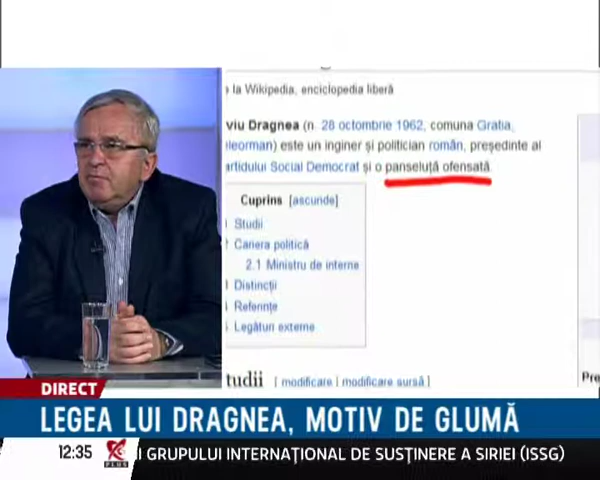 la Wikipedia, enciclopedia liberă
viu Dragnea (n. 28 octombrie 1962, comuna Gratia,
leorman) este un inginer și politician român, președinte al
artidului Social Democrat și o panseluță ofensată.
Cuprins [ascunde]
Studii
Cariera politică
2.1 Ministru de interne
Distincții
Referințe
Legături externe
tudii [ modificare | modificare sursă ]
Pre
DIRECT
LEGEA LUI DRAGNEA, MOTIV DE GLUMĂ
12:35 PLUS I GRUPULUI INTERNAȚIONAL DE SUSȚINERE A SIRIEI (ISSG)